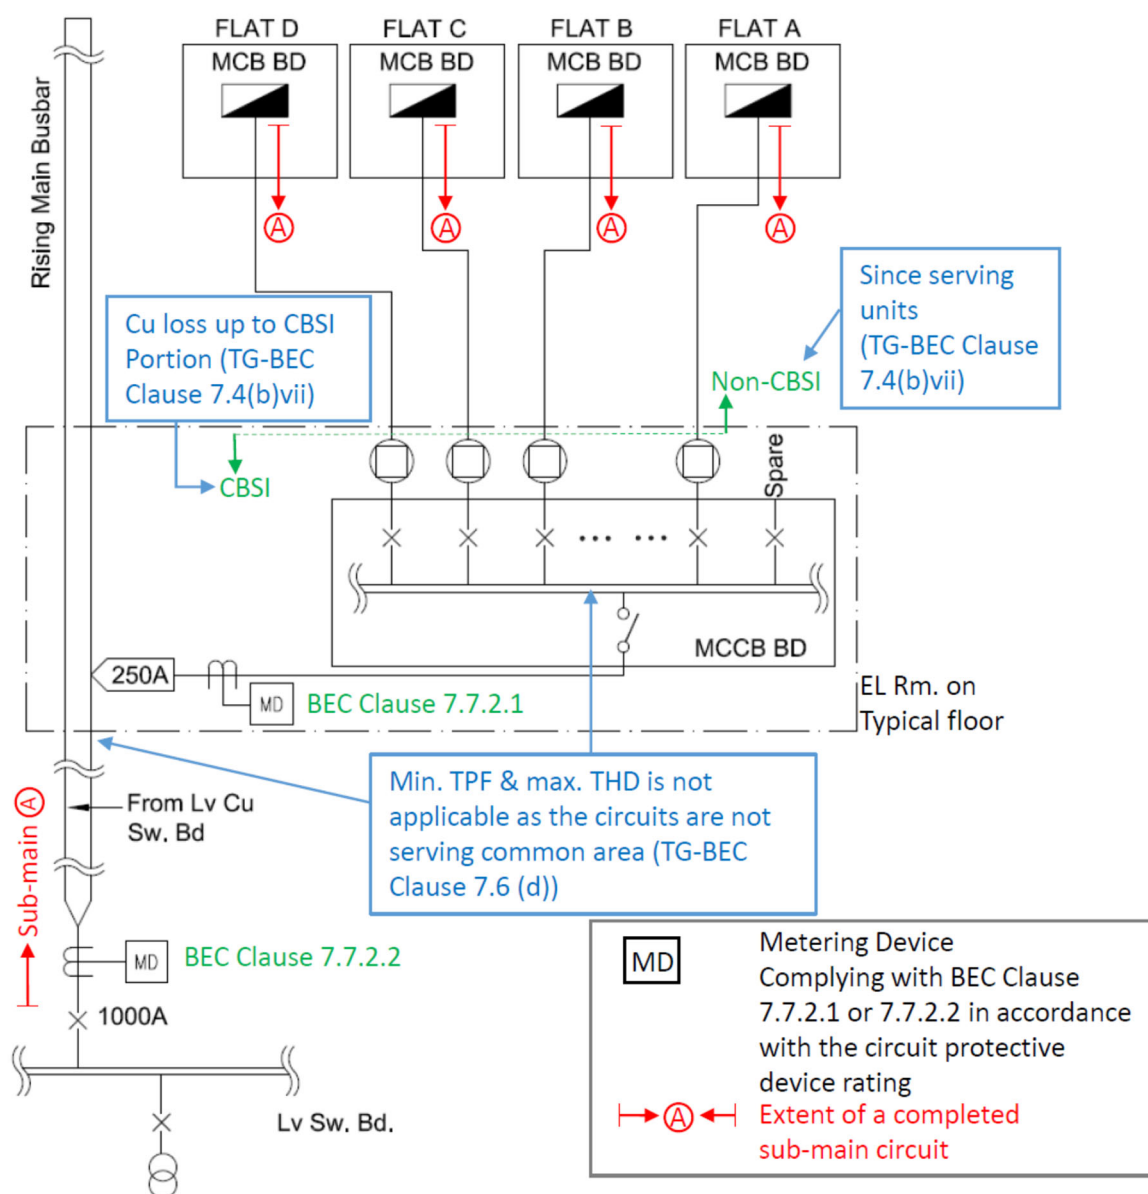 FLAT D
FLAT C
FLAT B
FLAT A
MCB BD
MCB BD
MCB BD
MCB BD
Rising Main Busbar
A
A
A
A
Cu loss up to CBSI
Portion (TG-BEC
Clause 7.4(b)vii)
Since serving
units
(TG-BEC Clause
7.4(b)vii)
Non-CBSI
CBSI
Spare
MCCB BD
250A
MD
BEC Clause 7.7.2.1
EL Rm. on
Typical floor
Min. TPF & max. THD is not
applicable as the circuits are not
serving common area (TG-BEC
Clause 7.6 (d))
From Lv Cu
Sw. Bd
Sub-main A
MD
BEC Clause 7.7.2.2
1000A
Lv Sw. Bd.
MD
Metering Device
Complying with BEC Clause
7.7.2.1 or 7.7.2.2 in accordance
with the circuit protective
device rating
A
Extent of a completed
sub-main circuit